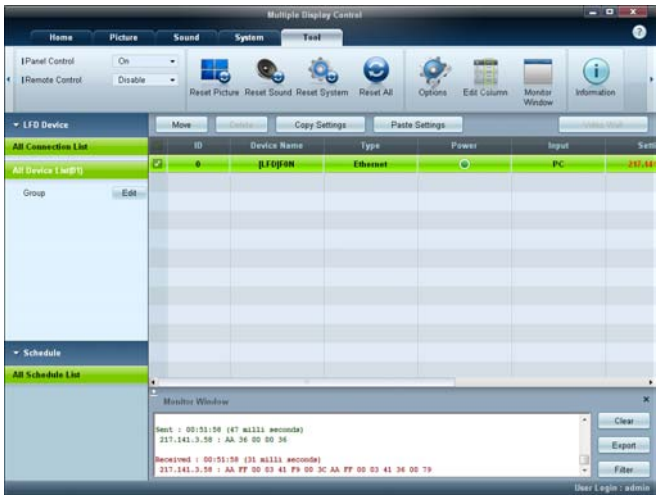 Multiple Display Control
Home Picture Sound System Tool
Panel Control On
Remote Control Disable
Reset Picture Reset Sound Reset System Reset All Options Edit Column Monitor Window Information
LFD Device
Move Delete Copy Settings Paste Settings Video Wall
All Connection List
ID Device Name Type Power Input Setti
All Device List(01)
0 [LFD]F0N Ethernet PC 217.141
Group Edit
Schedule
All Schedule List
Monitor Window
Sent : 00:51:58 (47 milli seconds)
217.141.3.58 : AA 36 00 00 36
Received : 00:51:58 (31 milli seconds)
217.141.3.58 : AA FF 00 03 41 F9 00 3C AA FF 00 03 41 36 00 79
Clear
Export
Filter
User Login : admin